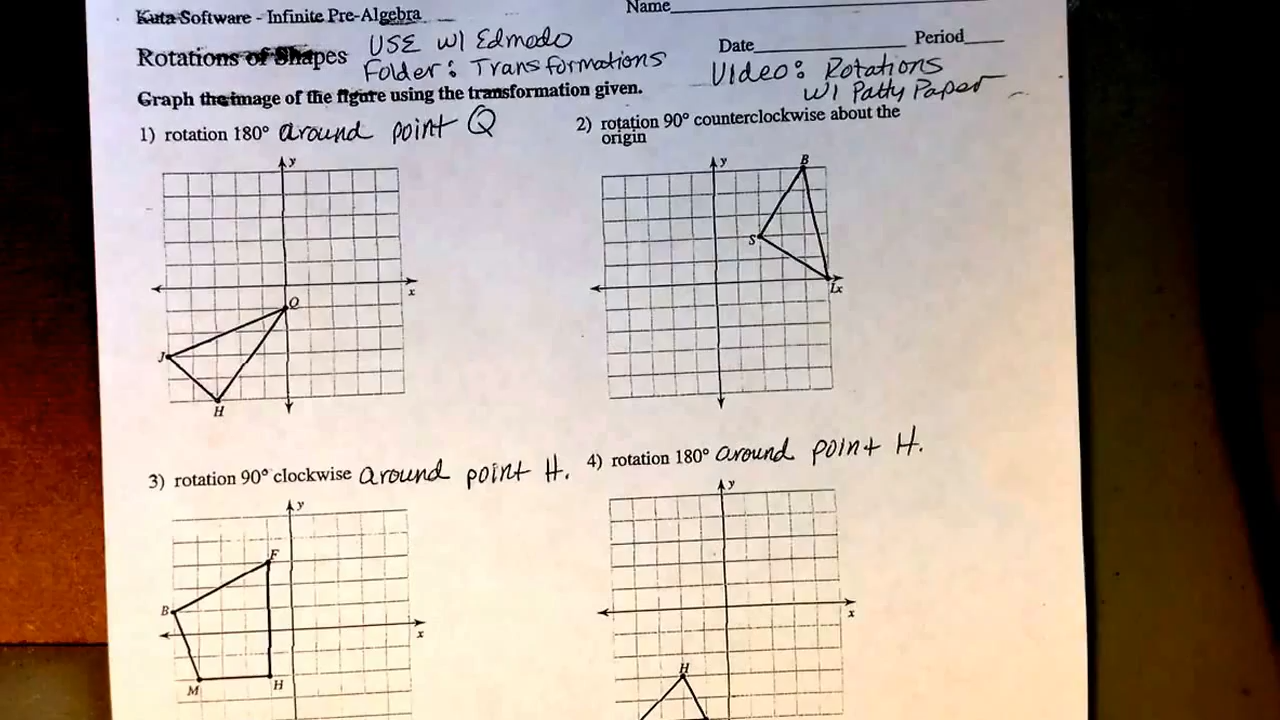 Kuta Software - Infinite Pre-Algebra
Name
Rotations of Shapes
USE w/ Edmodo
Folder: Transformations
Date Period
Video: Rotations
w/ Patty Paper
Graph the image of the figure using the transformation given.
1) rotation 180° around point Q
y
x
Q
J
H
2) rotation 90° counterclockwise about the
origin
y
B
S
Lx
3) rotation 90° clockwise around point H.
y
F
B
x
M
H
4) rotation 180° around point H.
y
x
H